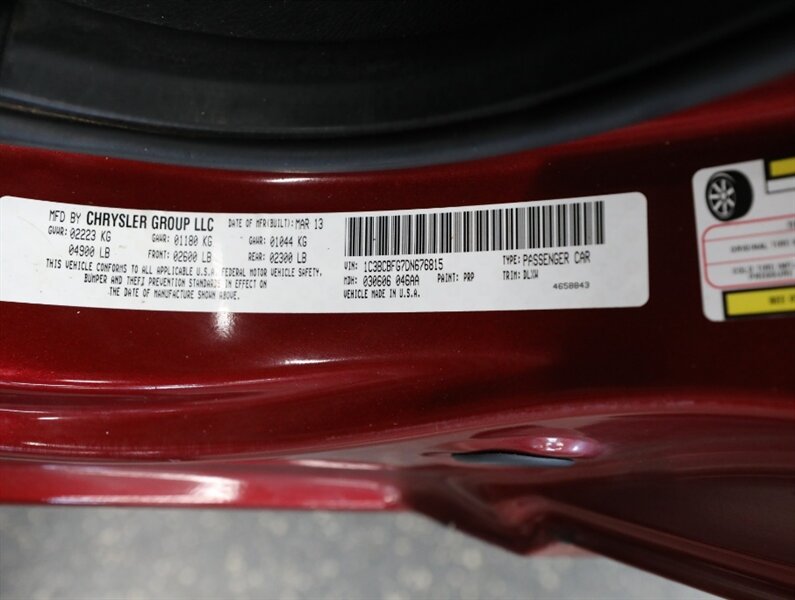 MFD BY CHRYSLER GROUP LLC DATE OF MFR(BUILT): MAR 13
GVWR: 02223 KG GAWR: 01180 KG GAWR: 01044 KG
04900 LB FRONT: 02600 LB REAR: 02300 LB
THIS VEHICLE CONFORMS TO ALL APPLICABLE U.S.A. FEDERAL MOTOR VEHICLE SAFETY,
BUMPER AND THEFT PREVENTION STANDARDS IN EFFECT ON
THE DATE OF MANUFACTURE SHOWN ABOVE.
VIN: 1C3BCBFG7DN676815 TYPE: PASSENGER CAR
MDH: 030606 046AA PAINT: PRP TRIM: DLXW
VEHICLE MADE IN U.S.A. 4658843